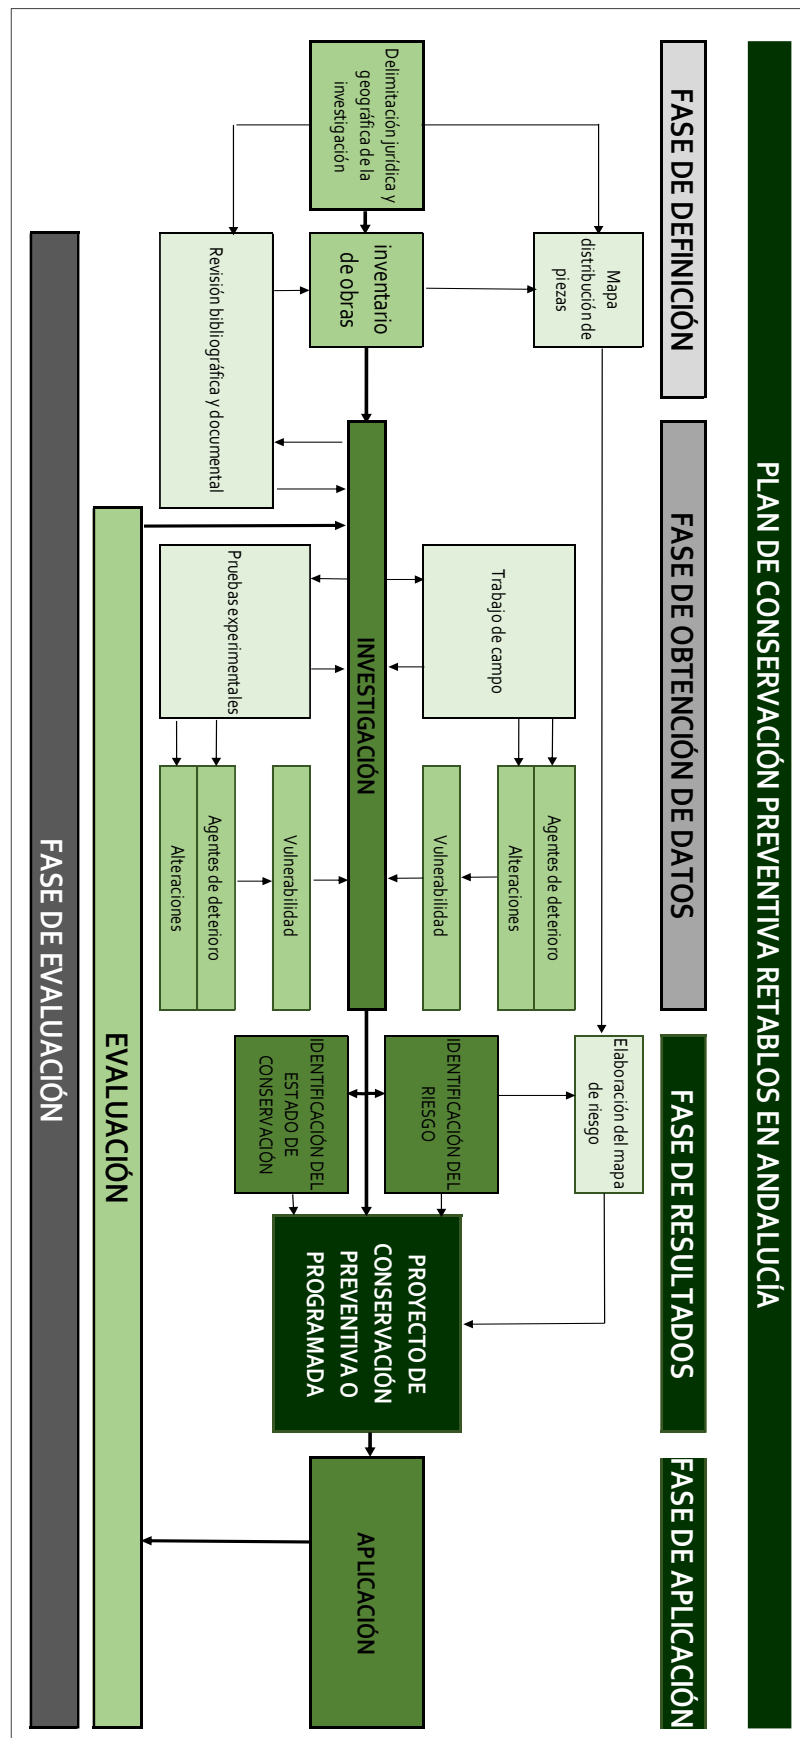 PLAN DE CONSERVACIÓN PREVENTIVA RETABLOS EN ANDALUCÍA
FASE DE DEFINICIÓN
FASE DE OBTENCIÓN DE DATOS
FASE DE RESULTADOS
FASE DE APLICACIÓN
Mapa
distribución de
piezas
Elaboración del mapa
de riesgo
Trabajo de campo
Agentes de deterioro
Alteraciones
Vulnerabilidad
IDENTIFICACIÓN DEL
RIESGO
Delimitación jurídica y
geográfica de la
investigación
inventario
de obras
INVESTIGACIÓN
PROYECTO DE
CONSERVACIÓN
PREVENTIVA O
PROGRAMADA
APLICACIÓN
IDENTIFICACIÓN DEL
ESTADO DE
CONSERVACIÓN
Vulnerabilidad
Revisión bibliográfica y documental
Pruebas experimentales
Agentes de deterioro
Alteraciones
EVALUACIÓN
FASE DE EVALUACIÓN